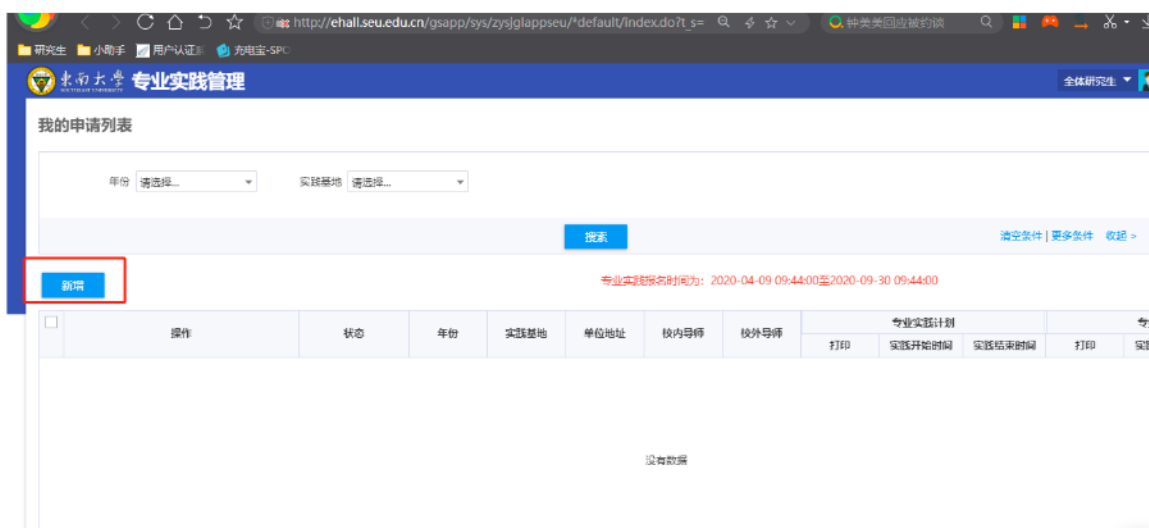 http://ehall.seu.edu.cn/gsapp/sys/zysjglappseu/*default/index.do?t_s=
钟美美回应被约谈
研究生 小助手 用户认证 充电宝-SPO
东南大学 专业实践管理 全体研究生
我的申请列表
年份 请选择... 实践基地 请选择...
搜索 清空条件 | 更多条件 收起 >
新增 专业实践报名时间为：2020-04-09 09:44:00至2020-09-30 09:44:00
操作 状态 年份 实践基地 单位地址 校内导师 校外导师 专业实践计划
打印 实践开始时间 实践结束时间 打印
没有数据